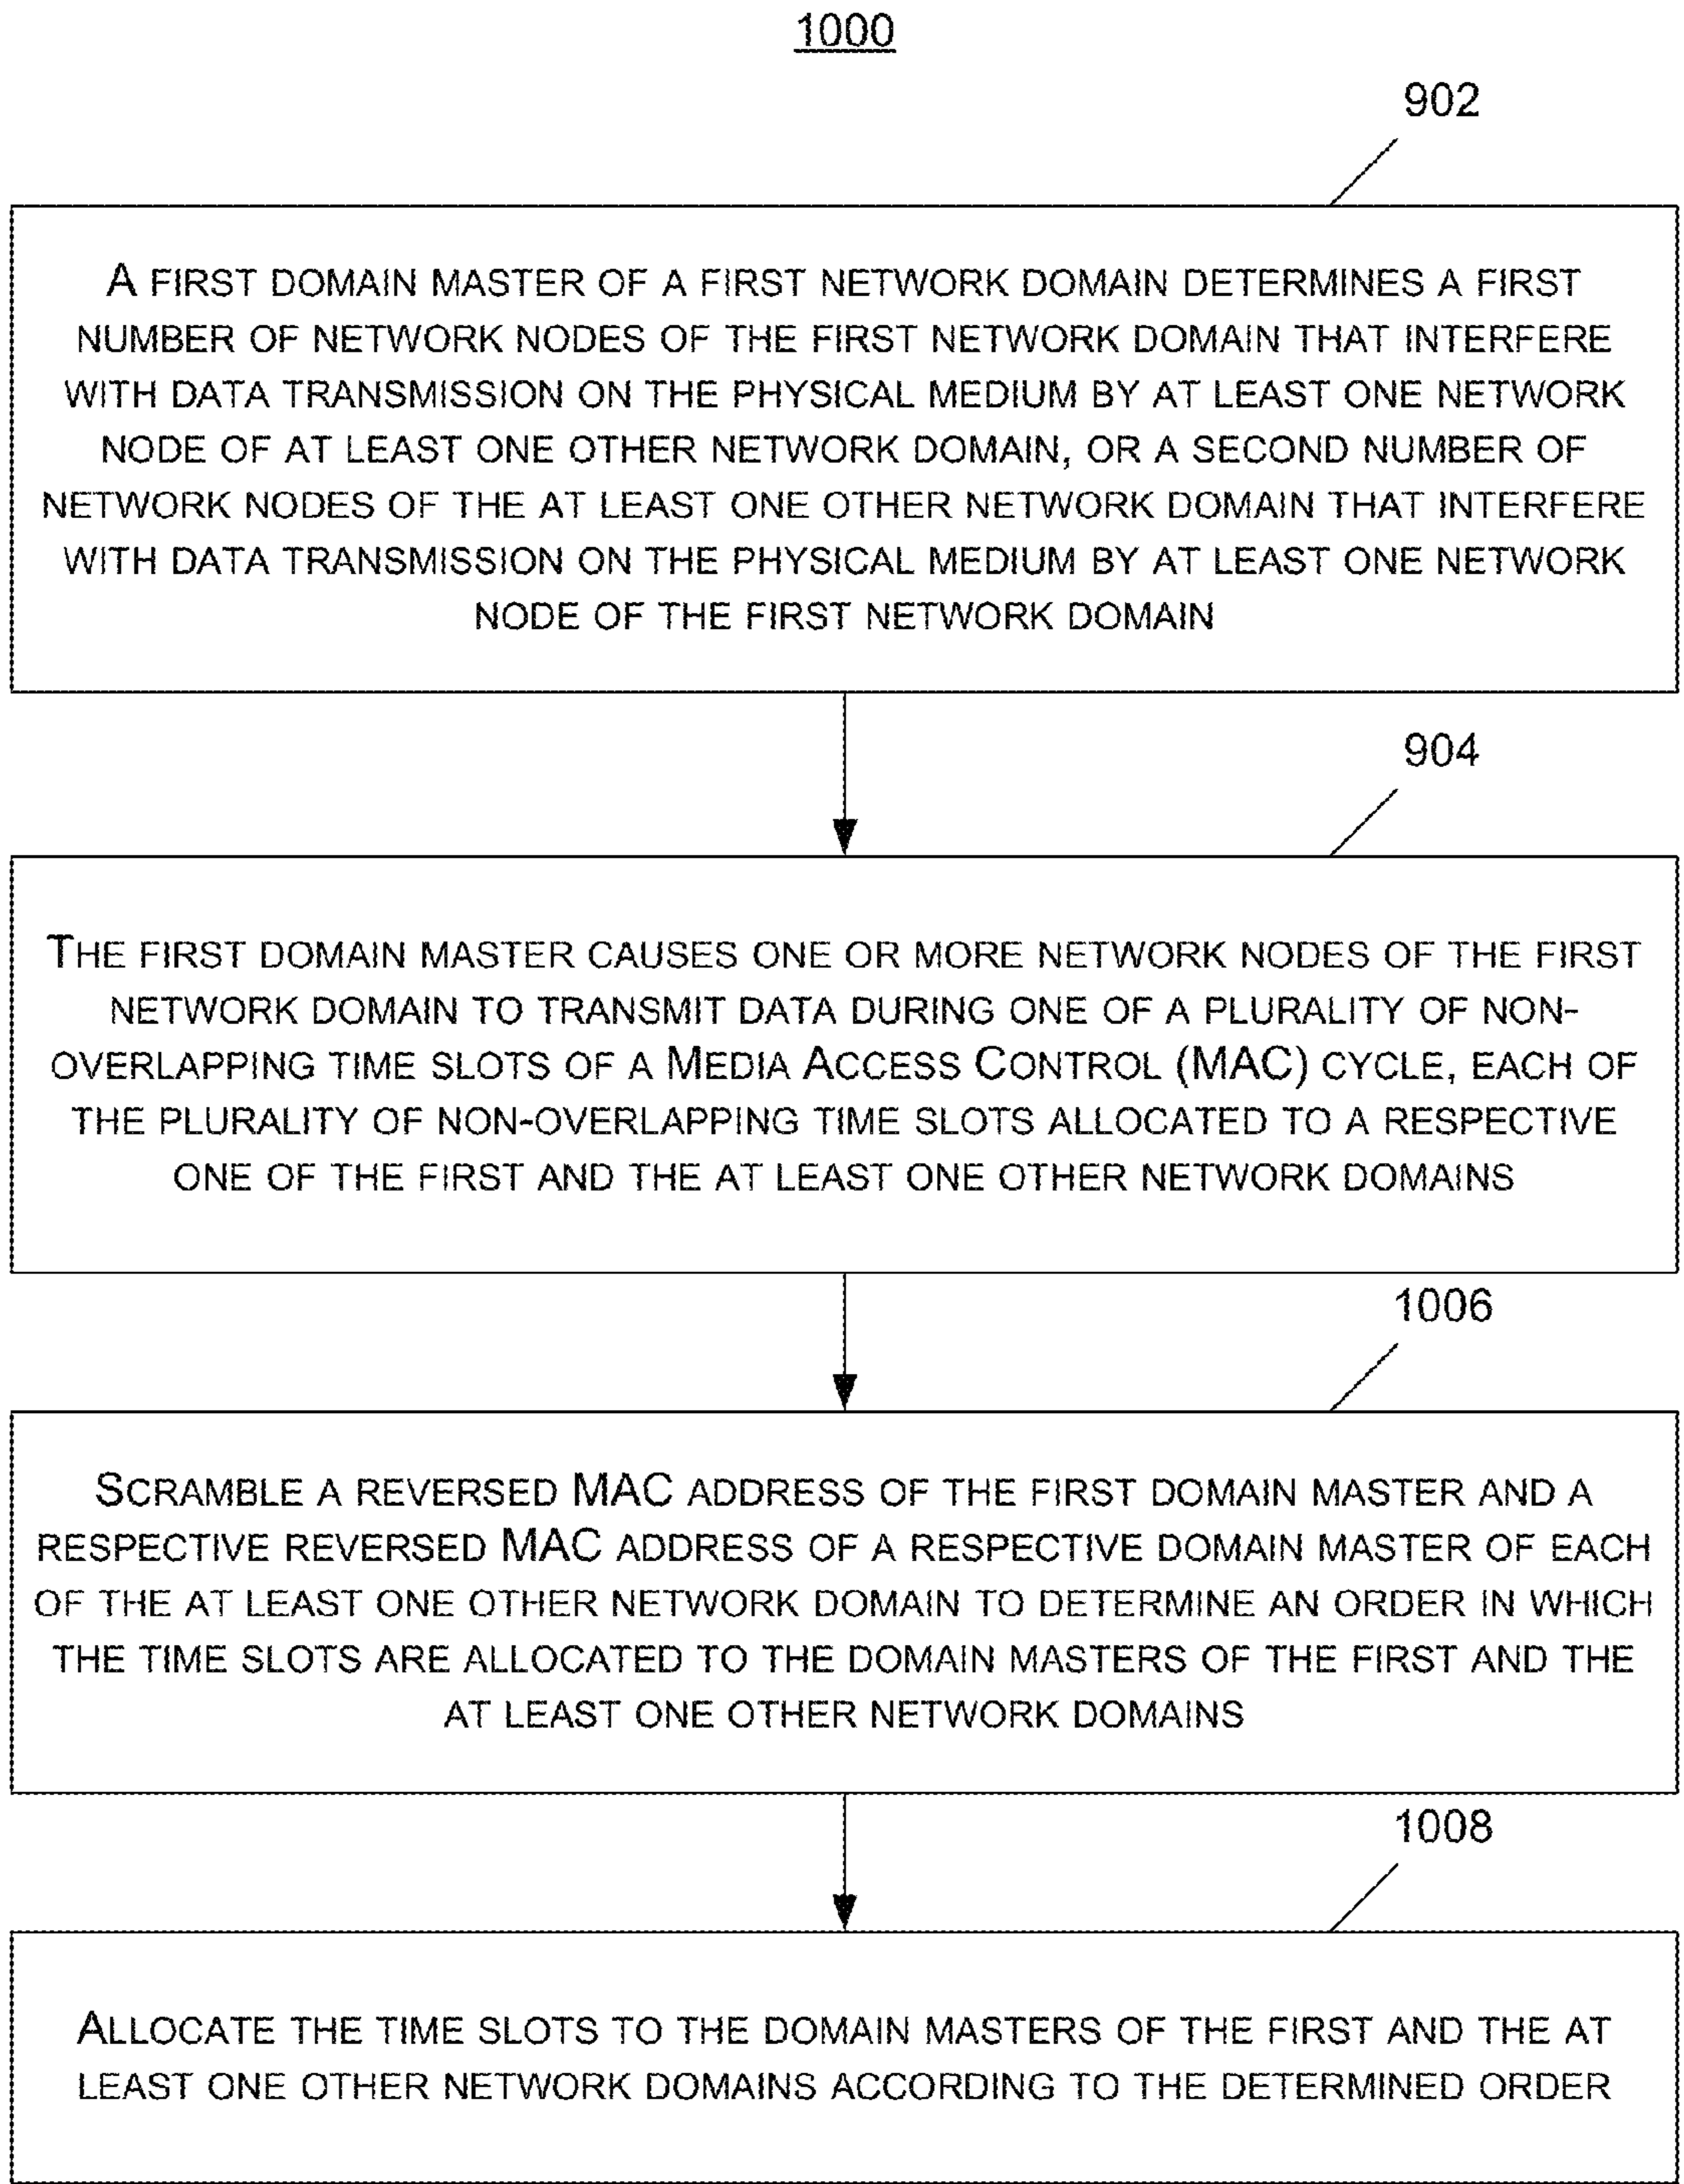 1000
902
A FIRST DOMAIN MASTER OF A FIRST NETWORK DOMAIN DETERMINES A FIRST
NUMBER OF NETWORK NODES OF THE FIRST NETWORK DOMAIN THAT INTERFERE
WITH DATA TRANSMISSION ON THE PHYSICAL MEDIUM BY AT LEAST ONE NETWORK
NODE OF AT LEAST ONE OTHER NETWORK DOMAIN, OR A SECOND NUMBER OF
NETWORK NODES OF THE AT LEAST ONE OTHER NETWORK DOMAIN THAT INTERFERE
WITH DATA TRANSMISSION ON THE PHYSICAL MEDIUM BY AT LEAST ONE NETWORK
NODE OF THE FIRST NETWORK DOMAIN
904
THE FIRST DOMAIN MASTER CAUSES ONE OR MORE NETWORK NODES OF THE FIRST
NETWORK DOMAIN TO TRANSMIT DATA DURING ONE OF A PLURALITY OF NON-
OVERLAPPING TIME SLOTS OF A MEDIA ACCESS CONTROL (MAC) CYCLE, EACH OF
THE PLURALITY OF NON-OVERLAPPING TIME SLOTS ALLOCATED TO A RESPECTIVE
ONE OF THE FIRST AND THE AT LEAST ONE OTHER NETWORK DOMAINS
1006
SCRAMBLE A REVERSED MAC ADDRESS OF THE FIRST DOMAIN MASTER AND A
RESPECTIVE REVERSED MAC ADDRESS OF A RESPECTIVE DOMAIN MASTER OF EACH
OF THE AT LEAST ONE OTHER NETWORK DOMAIN TO DETERMINE AN ORDER IN WHICH
THE TIME SLOTS ARE ALLOCATED TO THE DOMAIN MASTERS OF THE FIRST AND THE
AT LEAST ONE OTHER NETWORK DOMAINS
1008
ALLOCATE THE TIME SLOTS TO THE DOMAIN MASTERS OF THE FIRST AND THE AT
LEAST ONE OTHER NETWORK DOMAINS ACCORDING TO THE DETERMINED ORDER